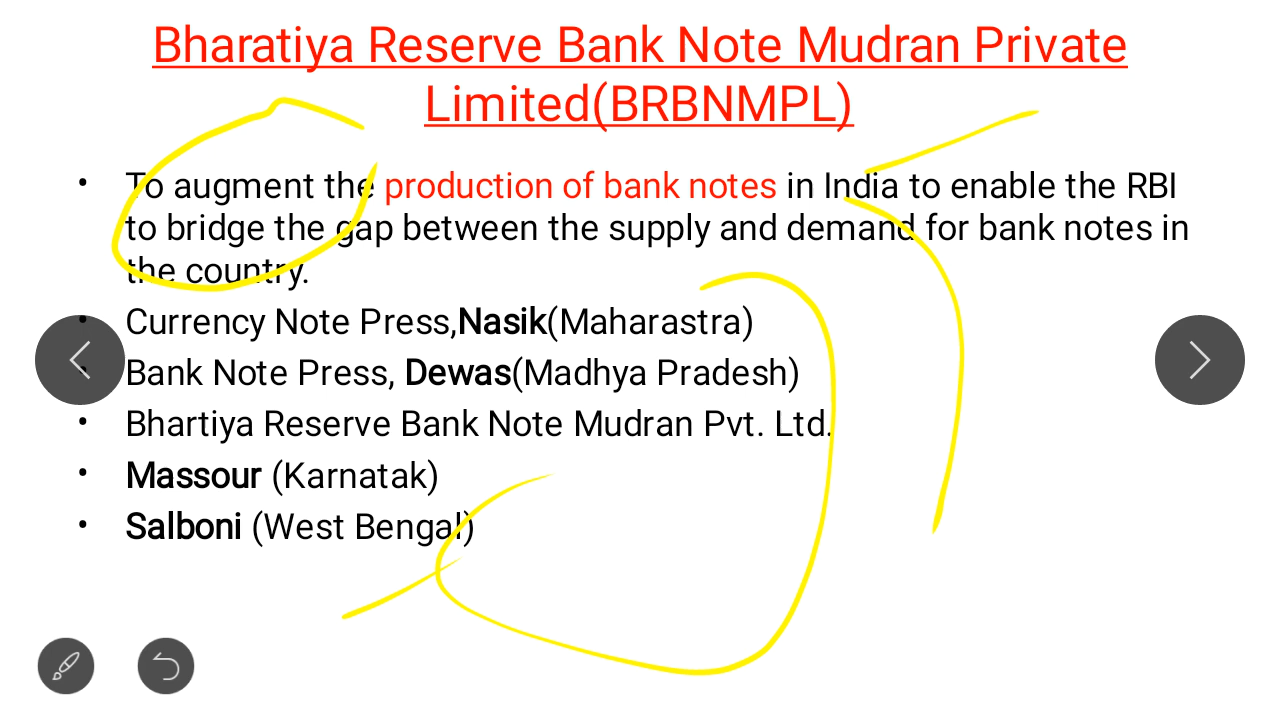 Bharatiya Reserve Bank Note Mudran Private
Limited(BRBNMPL)
• To augment the production of bank notes in India to enable the RBI
to bridge the gap between the supply and demand for bank notes in
the country.
• Currency Note Press,Nasik(Maharastra)
• Bank Note Press, Dewas(Madhya Pradesh)
• Bhartiya Reserve Bank Note Mudran Pvt. Ltd.
• Massour (Karnatak)
• Salboni (West Bengal)